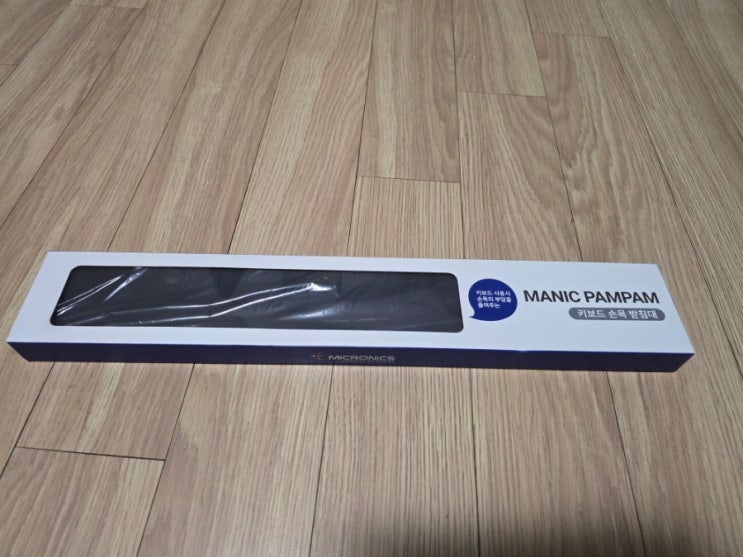 키보드 사용시
손목의 부담을
줄여주는
MANIC PAMPAM
키보드 손목 받침대
MICRONICS